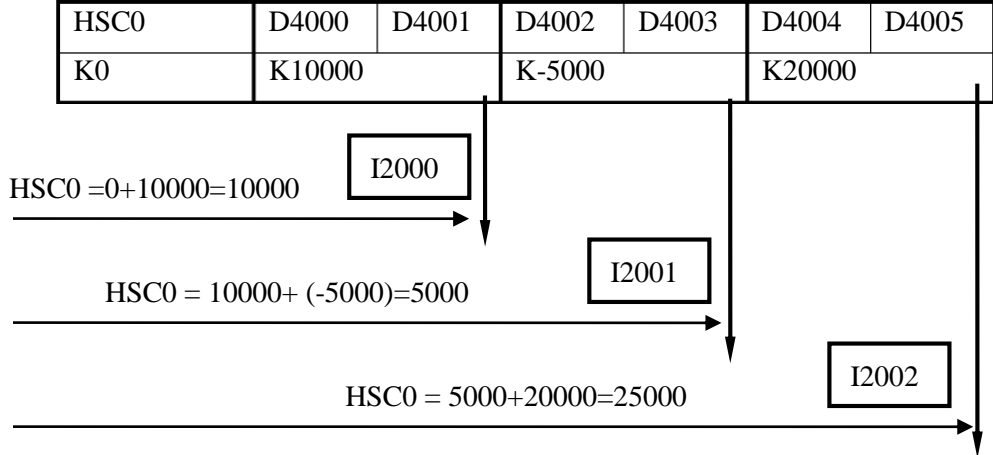 HSC0 D4000 D4001 D4002 D4003 D4004 D4005
K0 K10000 K-5000 K20000
I2000
HSC0 =0+10000=10000
I2001
HSC0 = 10000+ (-5000)=5000
I2002
HSC0 = 5000+20000=25000